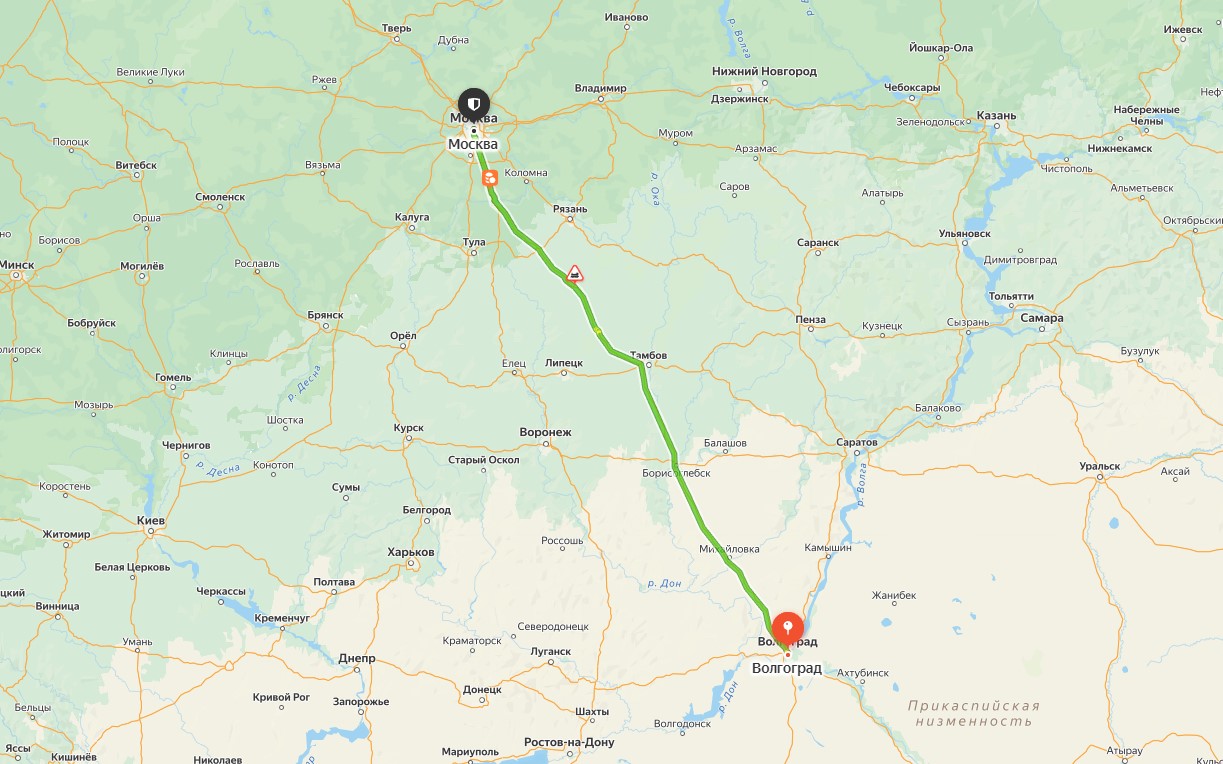 Иваново
Тверь
Дубна
р. Волга
Ижевск
Йошкар-Ола
Великие Луки
Ржев
Нижний Новгород
Владимир
Дзержинск
Чебоксары
Казань
Набережные
Челны
Зеленодольск
Москва
Москва
Полоцк
Муром
Арзамас
Нижнекамск
Витебск
Вязьма
Коломна
Чистополь
Саров
Алатырь
Альметьевск
Смоленск
р. Ока
Орша
Калуга
Рязань
Октябрьский
Борисов
Тула
Саранск
Ульяновск
Минск
Могилёв
Рославль
Димитровград
Тольятти
Бобруйск
Брянск
Пенза
Кузнецк
Сызрань
Самара
Орёл
Клинцы
Елец
Липецк
Тамбов
Бузулук
Гомель
р. Десна
Мозырь
Шостка
Балаково
Курск
Воронеж
Балашов
Саратов
Чернигов
р. Десна
Конотоп
Старый Оскол
Борисоглебск
Уральск
Аксай
Коростень
Сумы
р. Волга
Белгород
Киев
Житомир
Россошь
Михайловка
Камышин
Харьков
Белая Церковь
Полтава
р. Дон
Черкассы
Жанибек
Винница
Кременчуг
Умань
Северодонецк
Краматорск
Волгоград
Луганск
Днепр
Волгоград
Ахтубинск
Донецк
р. Дон
Кривой Рог
Запорожье
Бельцы
Шахты
Прикаспийская
низменность
Волгодонск
Ростов-на-Дону
Яссы
Кишинёв
Мариуполь
Атырау
Николаев